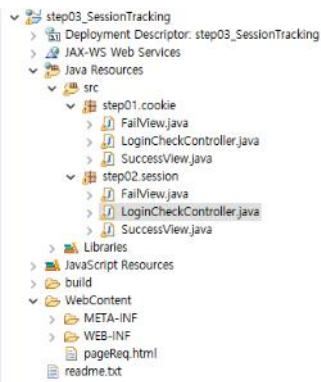 step03_SessionTracking
Deployment Descriptor: step03_SessionTracking
JAX-WS Web Services
Java Resources
src
step01.cookie
FailView.java
LoginCheckController.java
SuccessView.java
step02.session
FailView.java
LoginCheckController.java
SuccessView.java
Libraries
JavaScript Resources
build
WebContent
META-INF
WEB-INF
pageReq.html
readme.txt